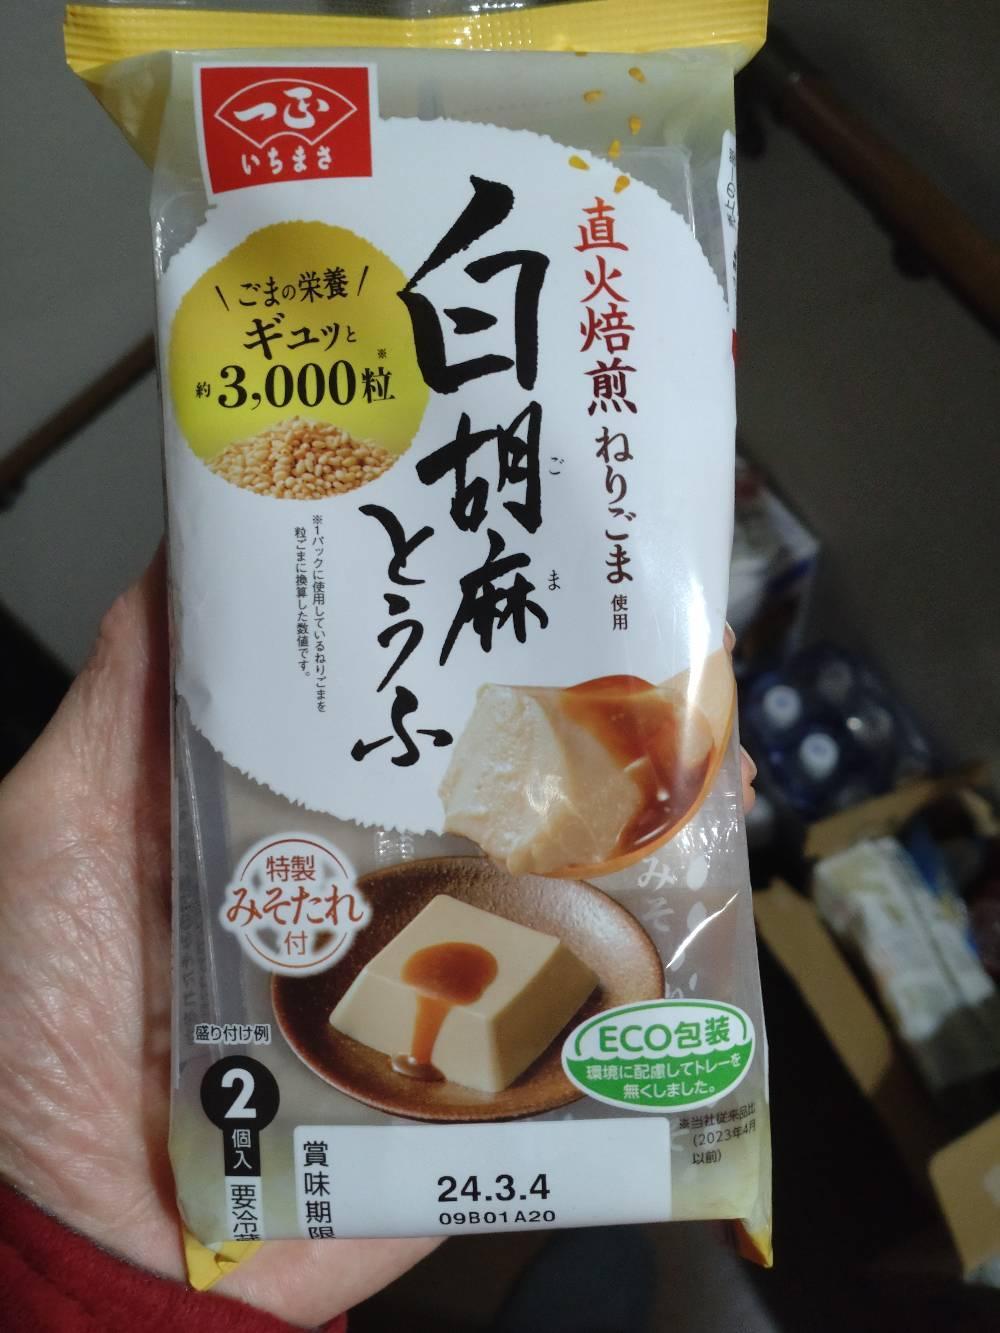 一正
いちまさ
直火焙煎 ねりごま 使用
白胡麻
ごま
とうふ
ごまの栄養
ギュッと
約3,000粒※
※1パックに使用しているねりごまを
粒ごまに換算した数値です。
特製
みそたれ
付
盛り付け例
2
個入
要冷蔵
ECO包装
環境に配慮してトレーを
無くしました。
※当社従来品比
(2023年4月
以前)
賞味期限
24.3.4
09B01A20